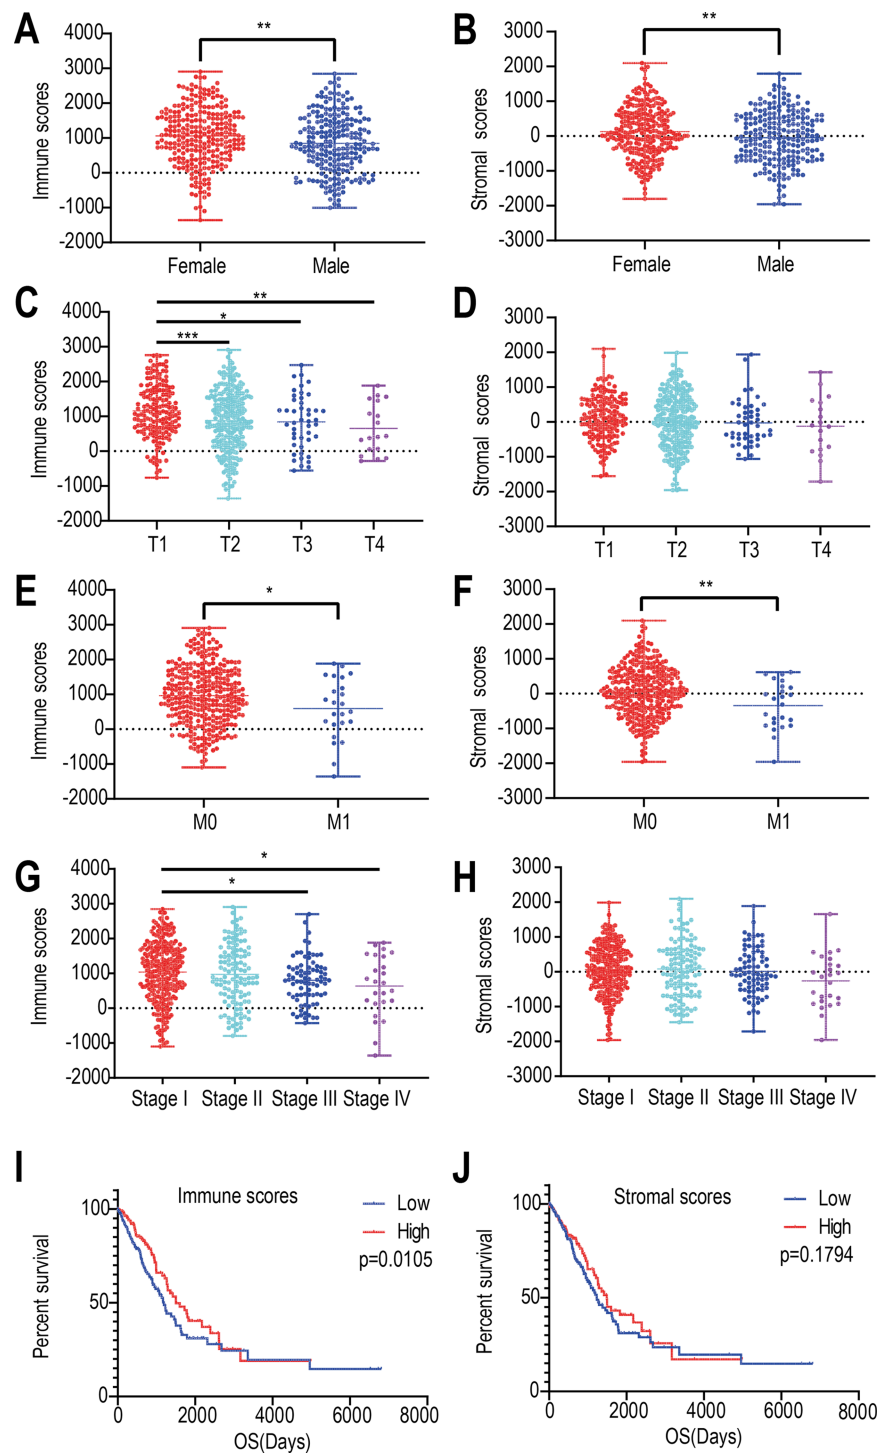 A
Immune scores
4000
3000
2000
1000
0
-1000
-2000
**
Female Male
B
Stromal scores
3000
2000
1000
0
-1000
-2000
-3000
**
Female Male
C
Immune scores
4000
3000
2000
1000
0
-1000
-2000
**
*
***
T1 T2 T3 T4
D
Stromal scores
3000
2000
1000
0
-1000
-2000
-3000
T1 T2 T3 T4
E
Immune scores
4000
3000
2000
1000
0
-1000
-2000
*
M0 M1
F
Stromal scores
3000
2000
1000
0
-1000
-2000
-3000
**
M0 M1
G
Immune scores
4000
3000
2000
1000
0
-1000
-2000
*
*
Stage I Stage II Stage III Stage IV
H
Stromal scores
3000
2000
1000
0
-1000
-2000
-3000
Stage I Stage II Stage III Stage IV
I
Immune scores
Low
High
p=0.0105
Percent survival
100
50
0
0 2000 4000 6000 8000
OS(Days)
J
Stromal scores
Low
High
p=0.1794
Percent survival
100
50
0
0 2000 4000 6000 8000
OS(Days)